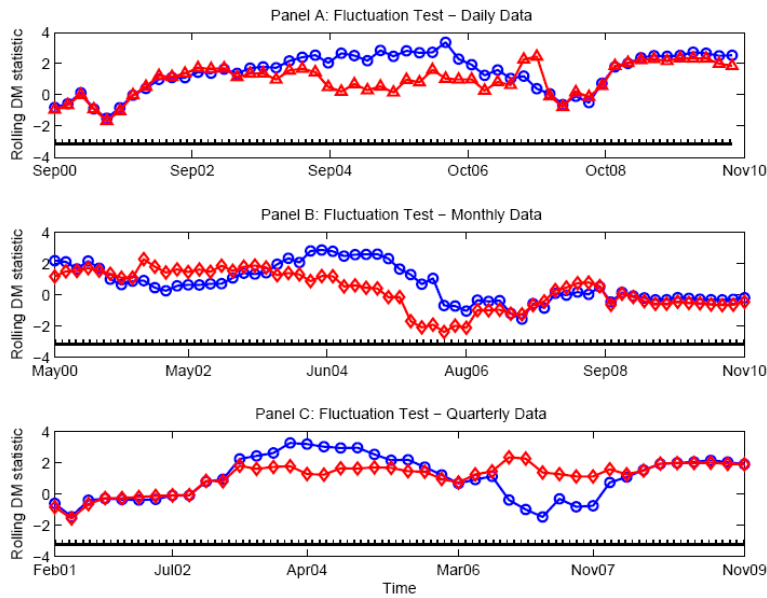 Panel A: Fluctuation Test − Daily Data
Rolling DM statistic
4
2
0
−2
−4
Sep00 Sep02 Sep04 Oct06 Oct08 Nov10
Panel B: Fluctuation Test − Monthly Data
Rolling DM statistic
4
2
0
−2
−4
May00 May02 Jun04 Aug06 Sep08 Nov10
Panel C: Fluctuation Test − Quarterly Data
Rolling DM statistic
4
2
0
−2
−4
Feb01 Jul02 Apr04 Mar06 Nov07 Nov09
Time